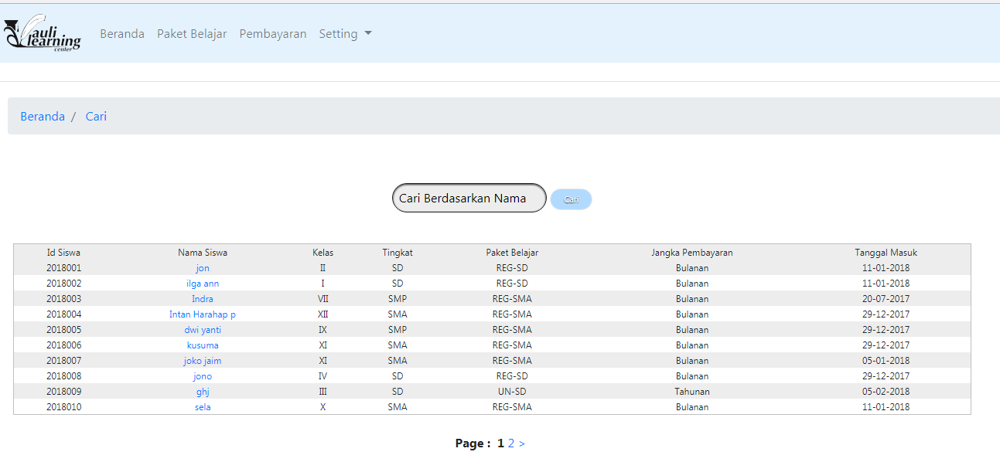 auli
learning
center
Beranda Paket Belajar Pembayaran Setting
Beranda / Cari
Cari Berdasarkan Nama Cari
Id Siswa Nama Siswa Kelas Tingkat Paket Belajar Jangka Pembayaran Tanggal Masuk
2018001 jon II SD REG-SD Bulanan 11-01-2018
2018002 ilga ann I SD REG-SD Bulanan 11-01-2018
2018003 Indra VII SMP REG-SMA Bulanan 20-07-2017
2018004 Intan Harahap p XII SMA REG-SMA Bulanan 29-12-2017
2018005 dwi yanti IX SMP REG-SMA Bulanan 29-12-2017
2018006 kusuma XI SMA REG-SMA Bulanan 29-12-2017
2018007 joko jaim XI SMA REG-SMA Bulanan 05-01-2018
2018008 jono IV SD REG-SD Bulanan 29-12-2017
2018009 ghj III SD UN-SD Tahunan 05-02-2018
2018010 sela X SMA REG-SMA Bulanan 11-01-2018
Page : 1 2 >